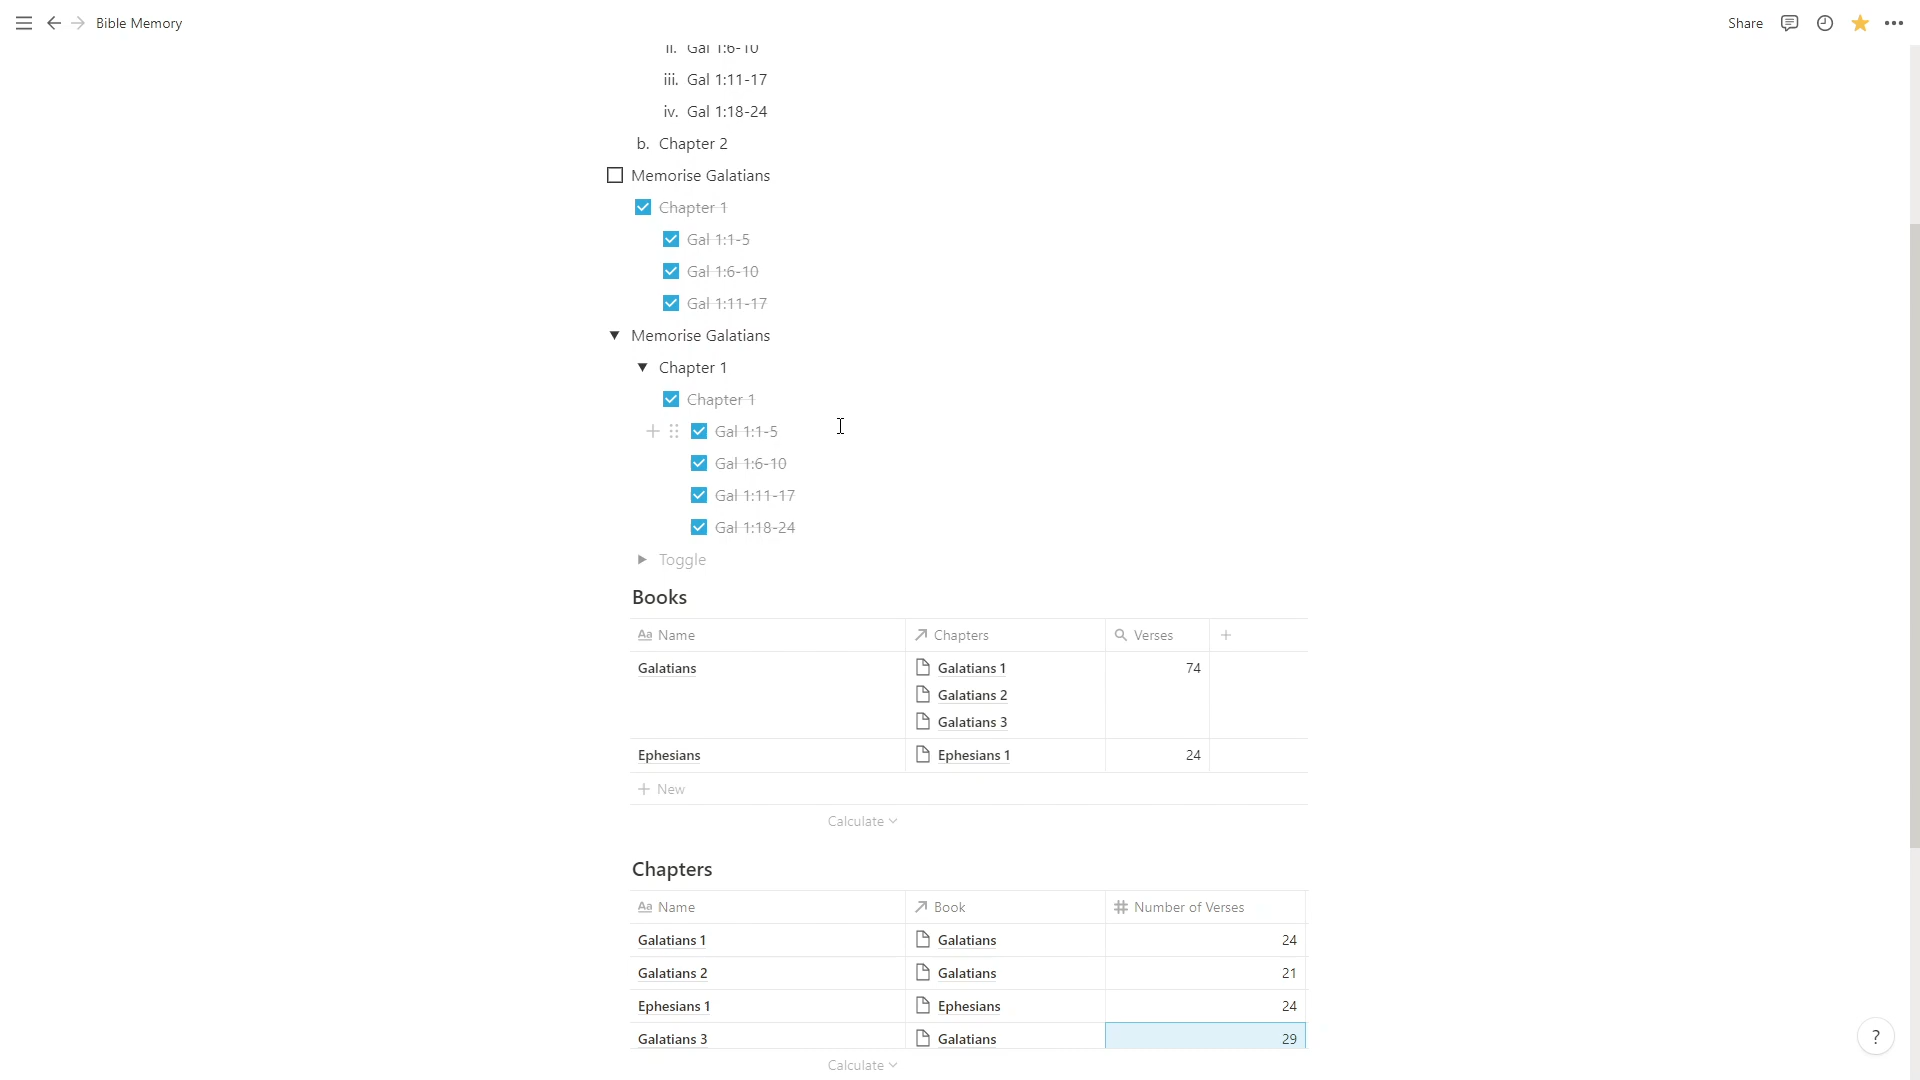 Bible Memory
Share
ii. Gal 1:6-10
iii. Gal 1:11-17
iv. Gal 1:18-24
b. Chapter 2
Memorise Galatians
Chapter 1
Gal 1:1-5
Gal 1:6-10
Gal 1:11-17
Memorise Galatians
Chapter 1
Chapter 1
Gal 1:1-5
Gal 1:6-10
Gal 1:11-17
Gal 1:18-24
Toggle
Books
Aa Name Chapters Verses
Galatians Galatians 1 74
Galatians 2
Galatians 3
Ephesians Ephesians 1 24
+ New
Calculate
Chapters
Aa Name Book # Number of Verses
Galatians 1 Galatians 24
Galatians 2 Galatians 21
Ephesians 1 Ephesians 24
Galatians 3 Galatians 29
Calculate
?